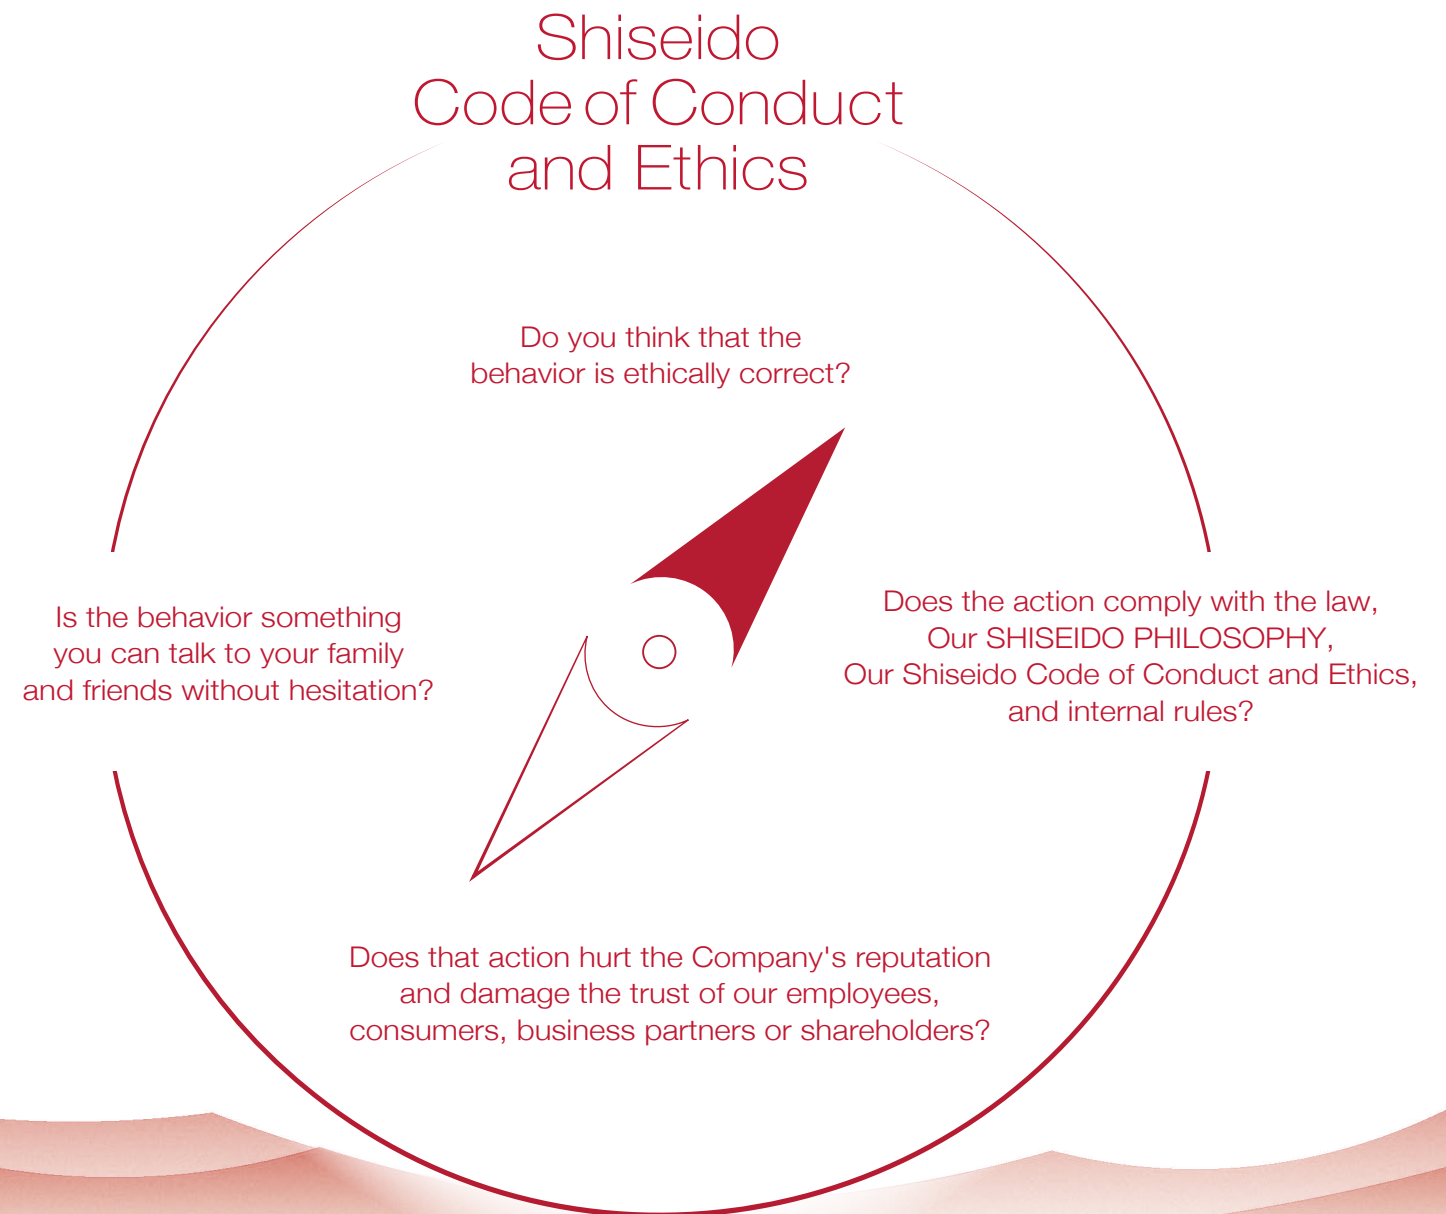 Shiseido
Code of Conduct
and Ethics
Do you think that the
behavior is ethically correct?
Is the behavior something
you can talk to your family
and friends without hesitation?
Does the action comply with the law,
Our SHISEIDO PHILOSOPHY,
Our Shiseido Code of Conduct and Ethics,
and internal rules?
Does that action hurt the Company's reputation
and damage the trust of our employees,
consumers, business partners or shareholders?